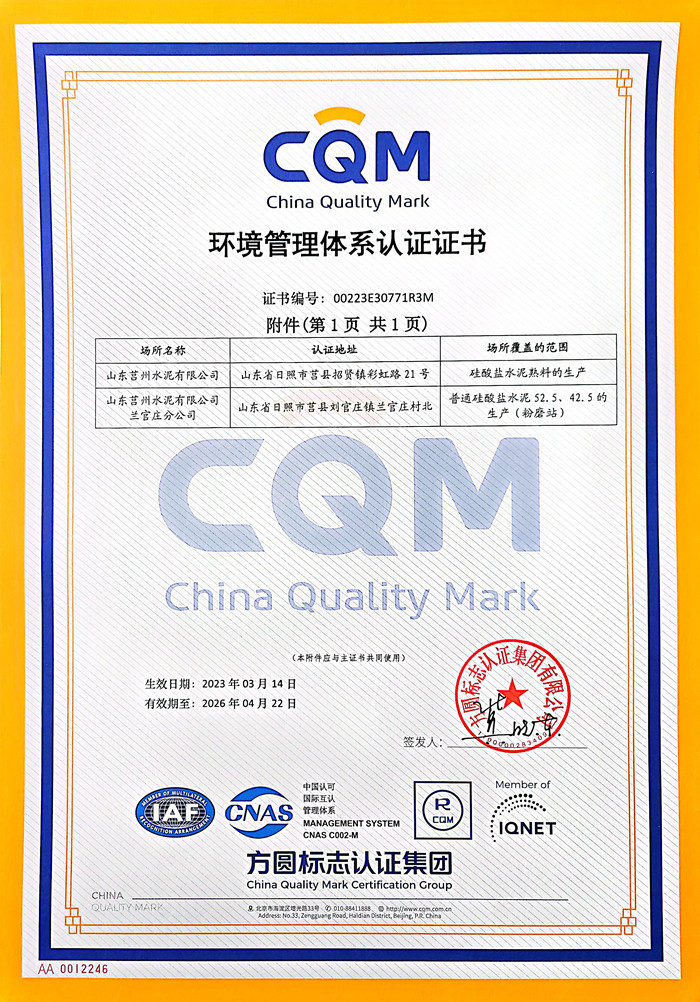 CQM
China Quality Mark
环境管理体系认证证书
证书编号：00223E30771R3M
附件(第1页 共1页)
场所名称 认证地址 场所覆盖的范围
山东莒州水泥有限公司 山东省日照市莒县招贤镇彩虹路21号 硅酸盐水泥熟料的生产
山东莒州水泥有限公司
兰官庄分公司
山东省日照市莒县刘官庄镇兰官庄村北
普通硅酸盐水泥52.5、42.5的
生产（粉磨站）
CQM
China Quality Mark
（本附件应与主证书共同使用）
生效日期：2023年03月14日
有效期至：2026年04月22日
方圆标志认证集团有限公司
签发人：
MEMBER OF MULTILATERAL
IAF
RECOGNITION ARRANGEMENT
CNAS
中国认可
国际互认
管理体系
MANAGEMENT SYSTEM
CNAS C002-M
R
CQM
Member of
IQNET
方圆标志认证集团
China Quality Mark Certification Group
CHINA
QUALITY MARK
北京市海淀区增光路33号 010-88411888 http://www.cqm.com.cn
Address: No.33, Zengguang Road, Haidian District, Beijing, P.R. China
AA 0012246